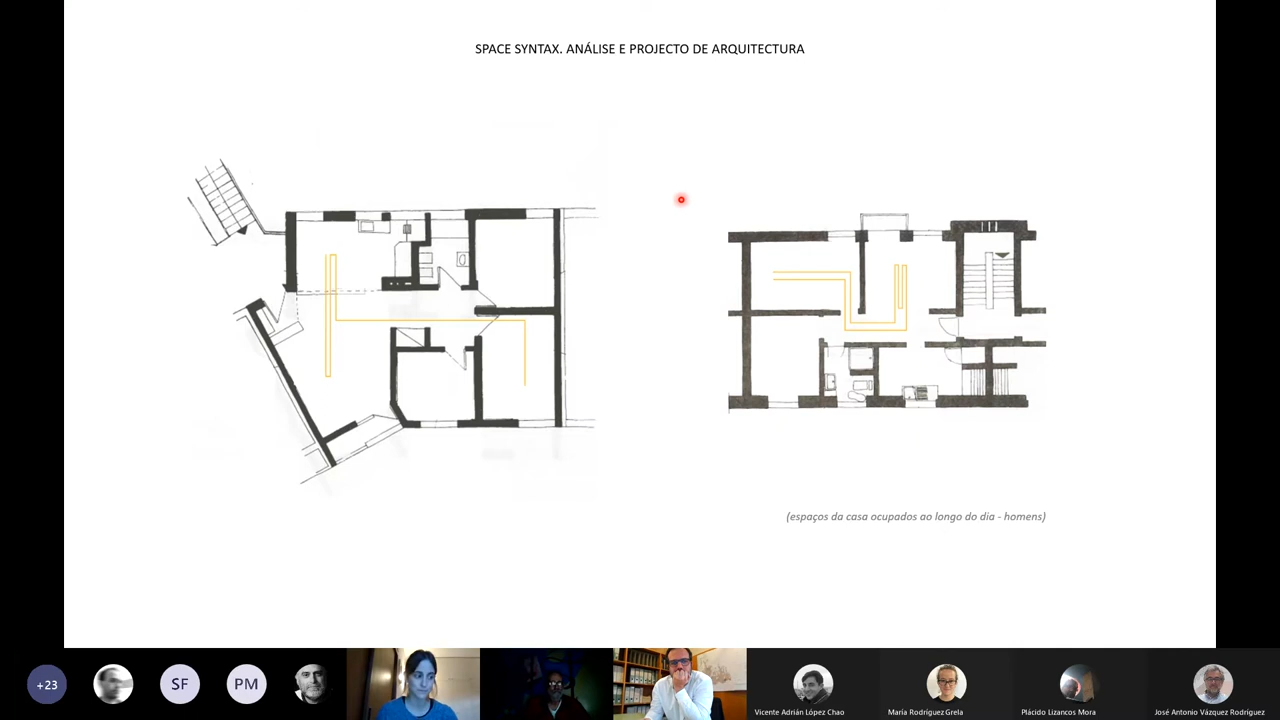 SPACE SYNTAX. ANÁLISE E PROJECTO DE ARQUITECTURA
(espaços da casa ocupados ao longo do dia - homens)
+23
SF
PM
Vicente Adrián López Chao
María Rodríguez Grela
Plácido Lizancos Mora
José Antonio Vázquez Rodríguez